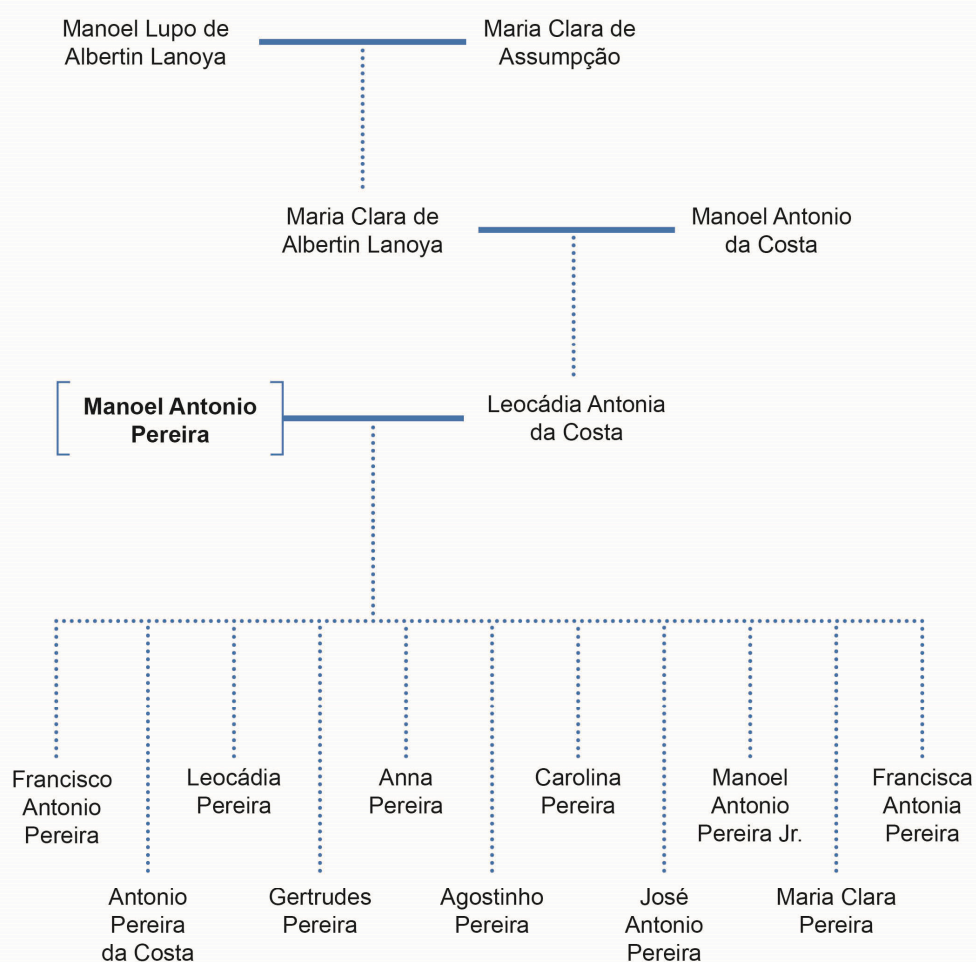 Manoel Lupo de
Albertin Lanoya
Maria Clara de
Assumpção
Maria Clara de
Albertin Lanoya
Manoel Antonio
da Costa
Manoel Antonio
Pereira
Leocádia Antonia
da Costa
Francisco
Antonio
Pereira
Antonio
Pereira
da Costa
Leocádia
Pereira
Gertrudes
Pereira
Anna
Pereira
Agostinho
Pereira
Carolina
Pereira
José
Antonio
Pereira
Manoel
Antonio
Pereira Jr.
Maria Clara
Pereira
Francisca
Antonia
Pereira